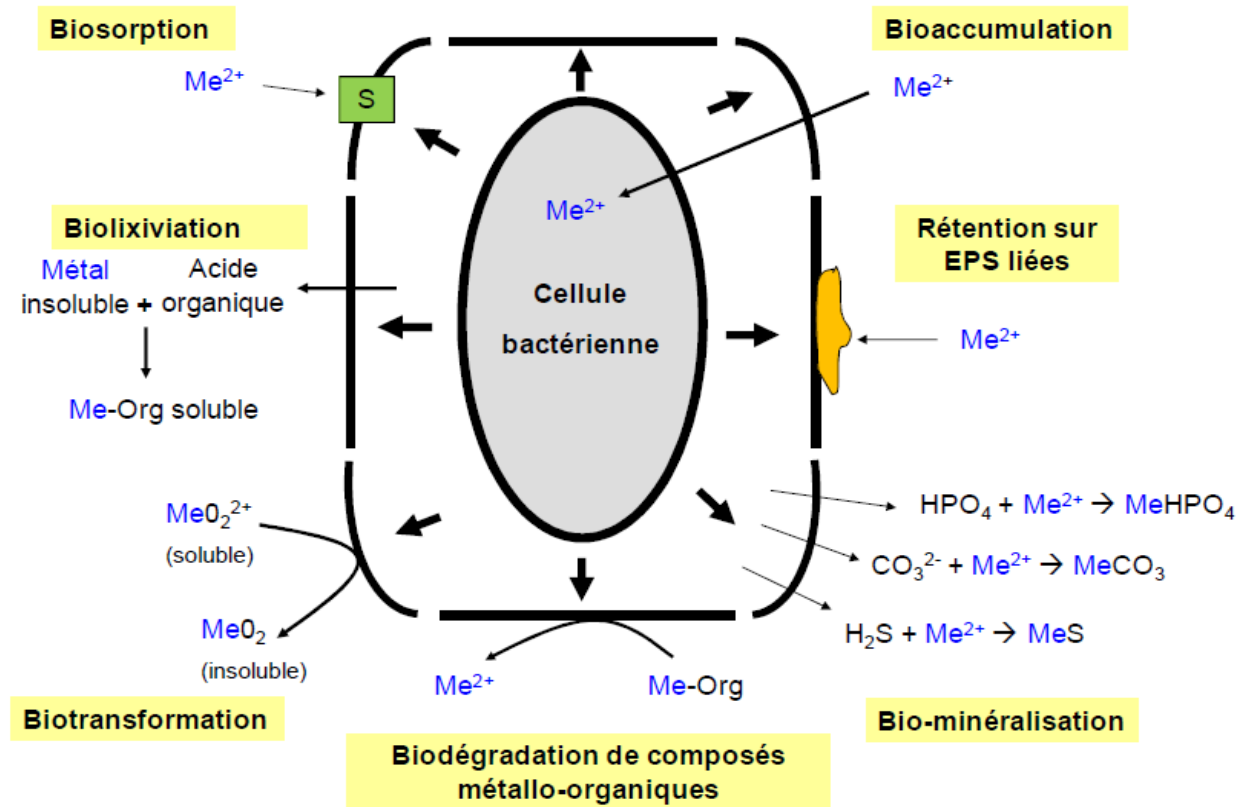 Biosorption
Me²⁺
S
Bioaccumulation
Me²⁺
Me²⁺
Cellule
bactérienne
Biolixiviation
Métal Acide
insoluble + organique
Me-Org soluble
Rétention sur
EPS liées
Me²⁺
Me0₂²⁺
(soluble)
Me0₂
(insoluble)
Biotransformation
Me²⁺ Me-Org
Biodégradation de composés
métallo-organiques
HPO₄ + Me²⁺ → MeHPO₄
CO₃²⁻ + Me²⁺ → MeCO₃
H₂S + Me²⁺ → MeS
Bio-minéralisation